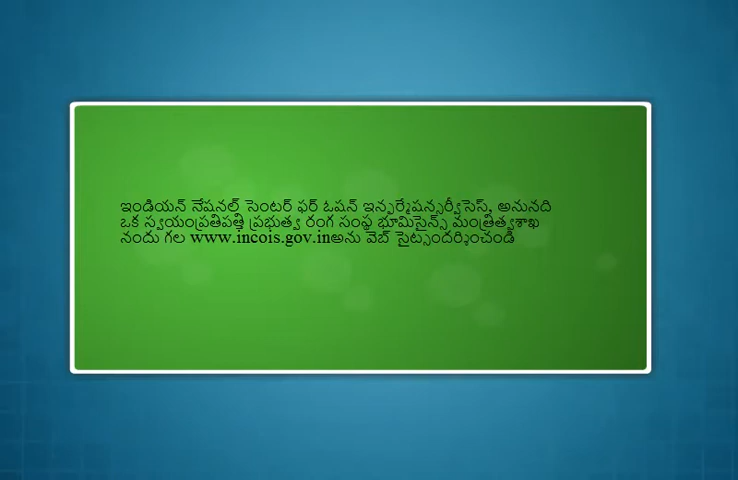 ఇండియన్ నేషనల్ సెంటర్ ఫర్ ఓషన్ ఇన్ఫర్మేషన్సర్వీసెస్, అనునది
ఒక స్వయంప్రతిపత్తి ప్రభుత్వ రంగ సంస్థ భూమిసైన్స్ మంత్రిత్వశాఖ
నందు గల www.incois.gov.inఅను వెబ్ సైట్సందర్శించండి